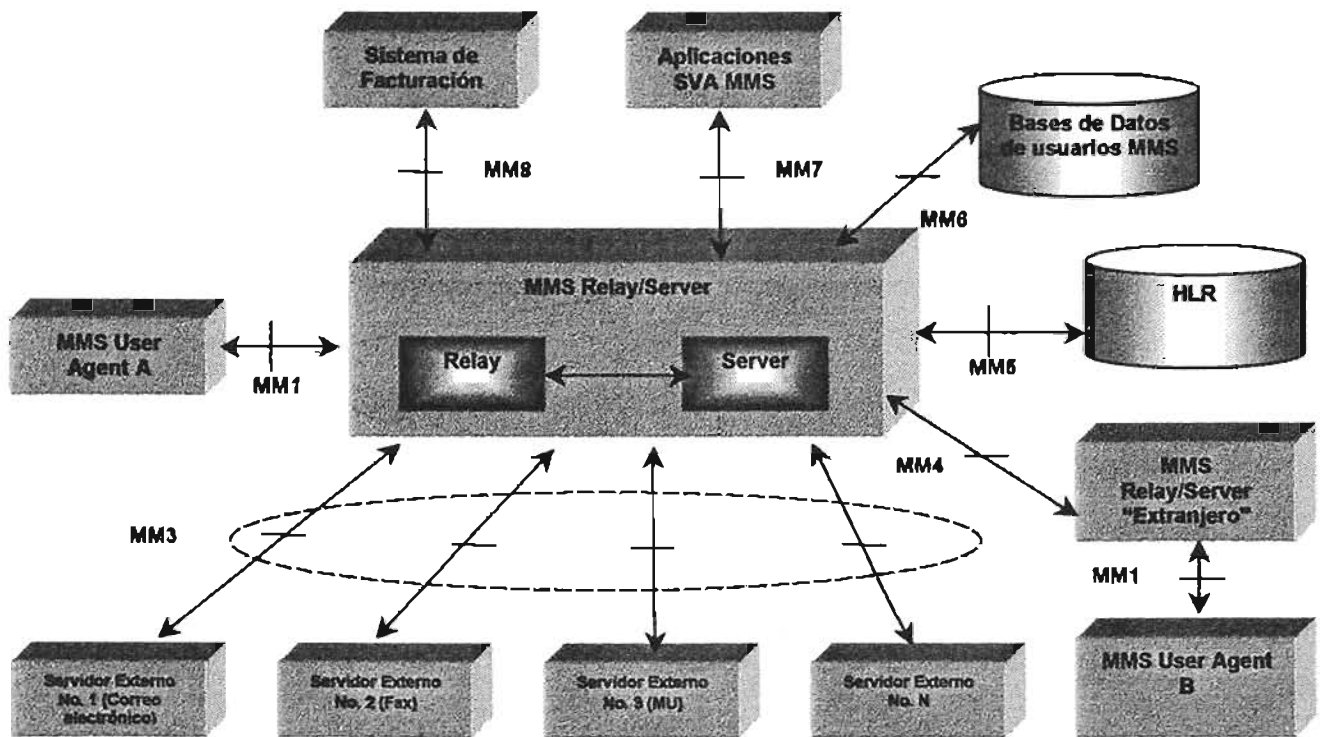 Sistema de
Facturación
Aplicaciones
SVA MMS
Bases de Datos
de usuarios MMS
MM8
MM7
MM6
MMS Relay/Server
HLR
MMS User
Agent A
Relay
Server
MM1
MM5
MM4
MMS
Relay/Server
"Extranjero"
MM3
MM1
Servidor Externo
No. 1 (Correo
electrónico)
Servidor Externo
No. 2 (Fax)
Servidor Externo
No. 3 (MU)
Servidor Externo
No. N
MMS User Agent
B